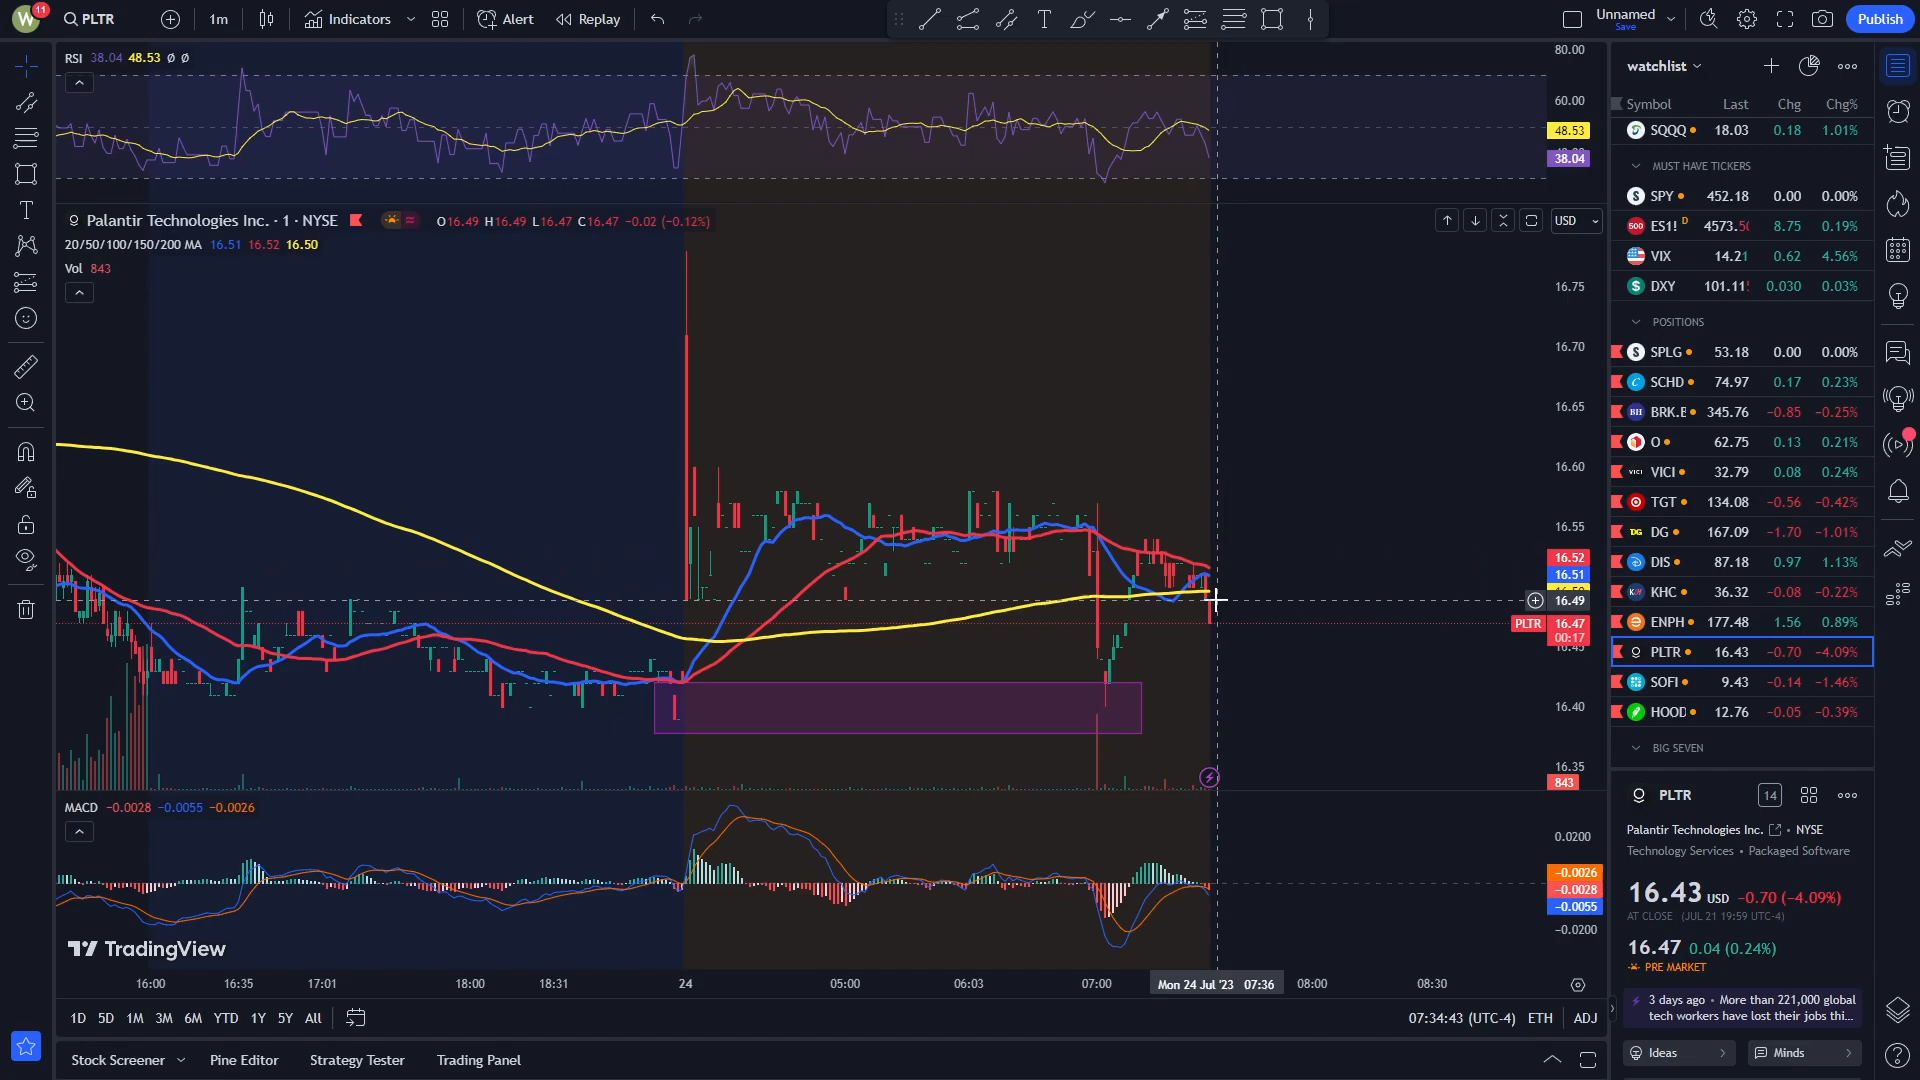 W 11 PLTR 1m Indicators Alert Replay Unnamed Save Publish
RSI 38.04 48.53 ø ø
80.00
60.00
48.53
38.04
Palantir Technologies Inc. · 1 · NYSE O16.49 H16.49 L16.47 C16.47 −0.02 (−0.12%)
USD
20/50/100/150/200 MA 16.51 16.52 16.50
Vol 843
16.75
16.70
16.65
16.60
16.55
16.52
16.51
16.49
PLTR 16.47
00:17
16.45
16.40
16.35
843
MACD −0.0028 −0.0055 −0.0026
0.0200
−0.0026
−0.0028
−0.0055
−0.0200
TradingView
16:00 16:35 17:01 18:00 18:31 24 05:00 06:03 07:00 Mon 24 Jul '23 07:36 08:00 08:30
1D 5D 1M 3M 6M YTD 1Y 5Y All 07:34:43 (UTC-4) ETH ADJ
Stock Screener Pine Editor Strategy Tester Trading Panel
watchlist
Symbol Last Chg Chg%
SQQQ 18.03 0.18 1.01%
MUST HAVE TICKERS
SPY 452.18 0.00 0.00%
500 ES1! D 4573.50 8.75 0.19%
VIX 14.21 0.62 4.56%
DXY 101.11 0.030 0.03%
POSITIONS
SPLG 53.18 0.00 0.00%
SCHD 74.97 0.17 0.23%
BH BRK.B 345.76 −0.85 −0.25%
O 62.75 0.13 0.21%
VICI VICI 32.79 0.08 0.24%
TGT 134.08 −0.56 −0.42%
DG DG 167.09 −1.70 −1.01%
DIS 87.18 0.97 1.13%
KHC 36.32 −0.08 −0.22%
ENPH 177.48 1.56 0.89%
PLTR 16.43 −0.70 −4.09%
SOFI 9.43 −0.14 −1.46%
HOOD 12.76 −0.05 −0.39%
BIG SEVEN
PLTR 14
Palantir Technologies Inc. • NYSE
Technology Services • Packaged Software
16.43 USD −0.70 (−4.09%)
AT CLOSE (JUL 21 19:59 UTC-4)
16.47 0.04 (0.24%)
PRE MARKET
3 days ago • More than 221,000 global
tech workers have lost their jobs thi...
Ideas Minds